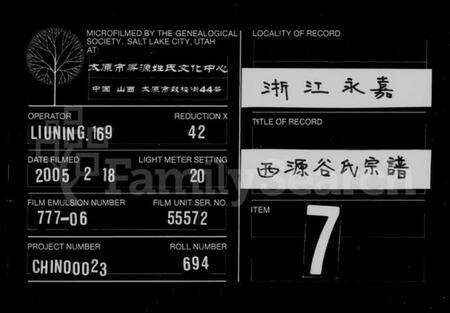 MICROFILMED BY THE GENEALOGICAL
SOCIETY, SALT LAKE CITY, UTAH
AT:
太原市寻源姓氏文化中心
中国 山西 太原市鼓楼街44号
OPERATOR
REDUCTION X
LIUNING,169
42
DATE FILMED
LIGHT METER SETTING
2005 2 18
20
FILM EMULSION NUMBER
FILM UNIT SER. NO.
777-06
55572
PROJECT NUMBER
ROLL NUMBER
CHINO0023
694
LOCALITY OF RECORD
浙江永嘉
TITLE OF RECORD
西源谷氏宗譜
ITEM
7
FamilySearch